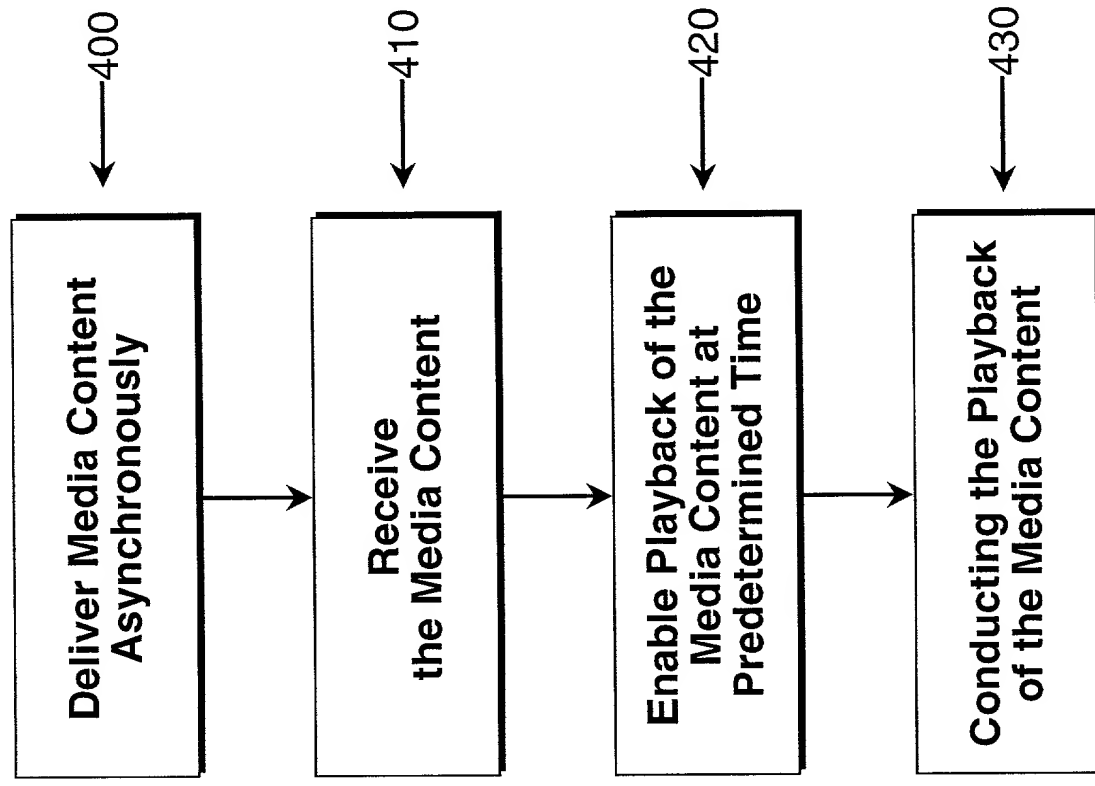 Deliver Media Content
Asynchronously
400
Receive
the Media Content
410
Enable Playback of the
Media Content at
Predetermined Time
420
Conducting the Playback
of the Media Content
430